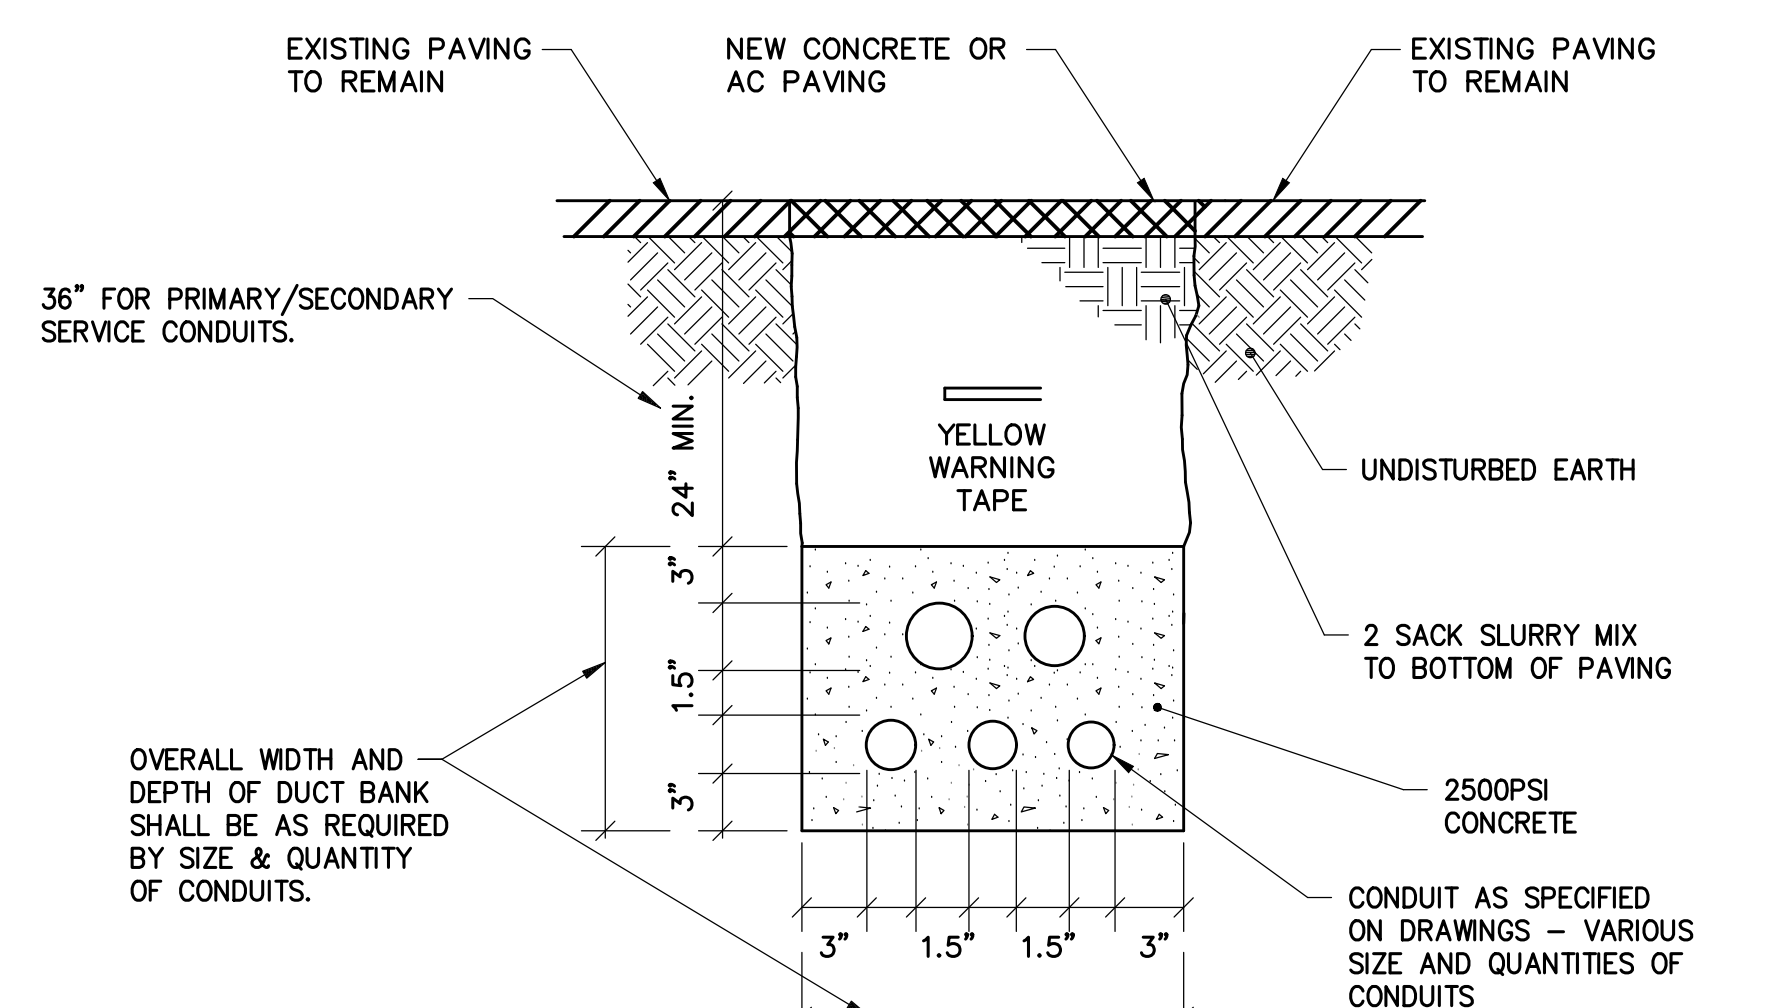 EXISTING PAVING
TO REMAIN
NEW CONCRETE OR
AC PAVING
EXISTING PAVING
TO REMAIN
36” FOR PRIMARY/SECONDARY
SERVICE CONDUITS.
24” MIN.
YELLOW
WARNING
TAPE
UNDISTURBED EARTH
3”
1.5”
3”
2 SACK SLURRY MIX
TO BOTTOM OF PAVING
OVERALL WIDTH AND
DEPTH OF DUCT BANK
SHALL BE AS REQUIRED
BY SIZE & QUANTITY
OF CONDUITS.
2500PSI
CONCRETE
CONDUIT AS SPECIFIED
ON DRAWINGS – VARIOUS
SIZE AND QUANTITIES OF
CONDUITS
3” 1.5” 1.5” 3”